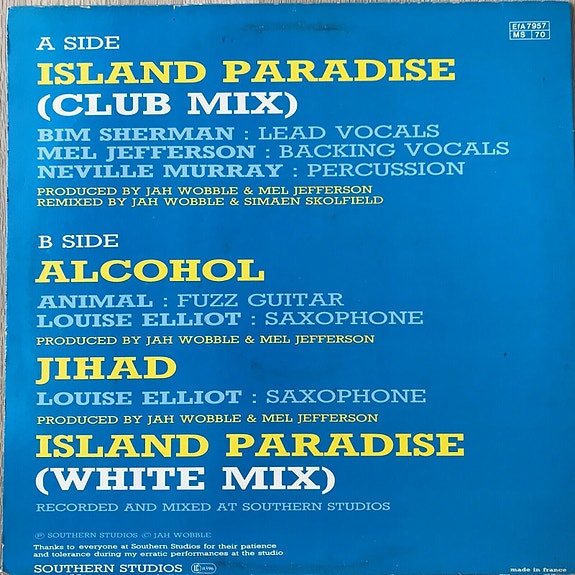 EfA 7957
MS 70
A SIDE
ISLAND PARADISE
(CLUB MIX)
BIM SHERMAN : LEAD VOCALS
MEL JEFFERSON : BACKING VOCALS
NEVILLE MURRAY : PERCUSSION
PRODUCED BY JAH WOBBLE & MEL JEFFERSON
REMIXED BY JAH WOBBLE & SIMAEN SKOLFIELD
B SIDE
ALCOHOL
ANIMAL : FUZZ GUITAR
LOUISE ELLIOT : SAXOPHONE
PRODUCED BY JAH WOBBLE & MEL JEFFERSON
JIHAD
LOUISE ELLIOT : SAXOPHONE
PRODUCED BY JAH WOBBLE & MEL JEFFERSON
ISLAND PARADISE
(WHITE MIX)
RECORDED AND MIXED AT SOUTHERN STUDIOS
Ⓟ SOUTHERN STUDIOS © JAH WOBBLE
Thanks to everyone at Southern Studios for their patience
and tolerance during my erratic performances at the studio
SOUTHERN STUDIOS
made in france